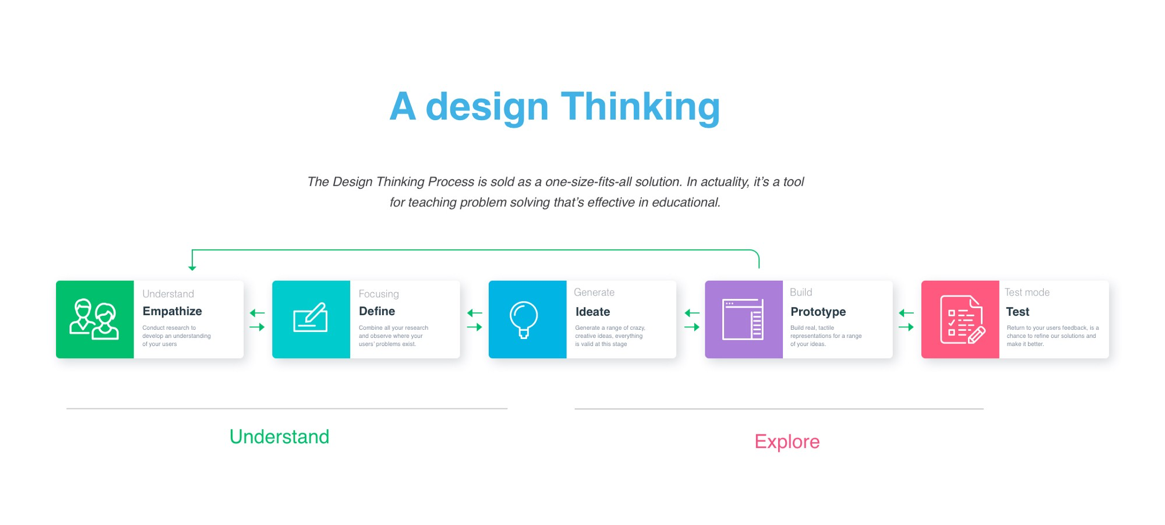 A design Thinking
The Design Thinking Process is sold as a one-size-fits-all solution. In actuality, it's a tool
for teaching problem solving that's effective in educational.
Understand
Empathize
Conduct research to
develop an understanding
of your users
Focusing
Define
Combine all your research
and observe where your
users' problems exist.
Generate
Ideate
Generate a range of crazy,
creative ideas, everything
is valid at this stage
Build
Prototype
Build real, tactile
representations for a range
of your ideas.
Test mode
Test
Return to your users feedback, is a
chance to refine our solutions and
make it better.
Understand
Explore